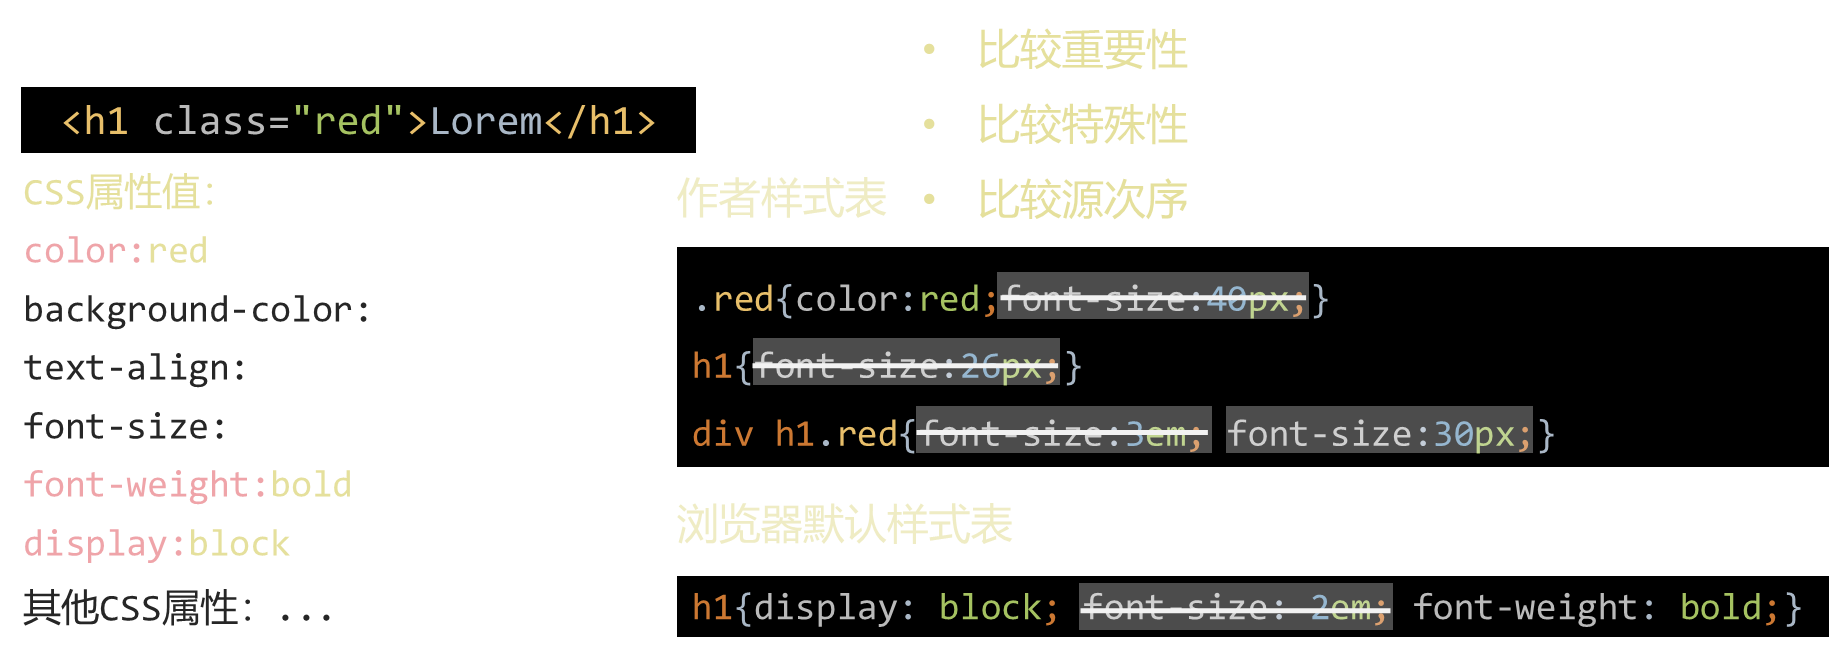 <h1 class="red">Lorem</h1>
CSS属性值：
color:red
background-color:
text-align:
font-size:
font-weight:bold
display:block
其他CSS属性：...
• 比较重要性
• 比较特殊性
• 比较源次序
作者样式表
.red{color:red;font-size:40px;}
h1{font-size:26px;}
div h1.red{font-size:3em; font-size:30px;}
浏览器默认样式表
h1{display: block; font-size: 2em; font-weight: bold;}